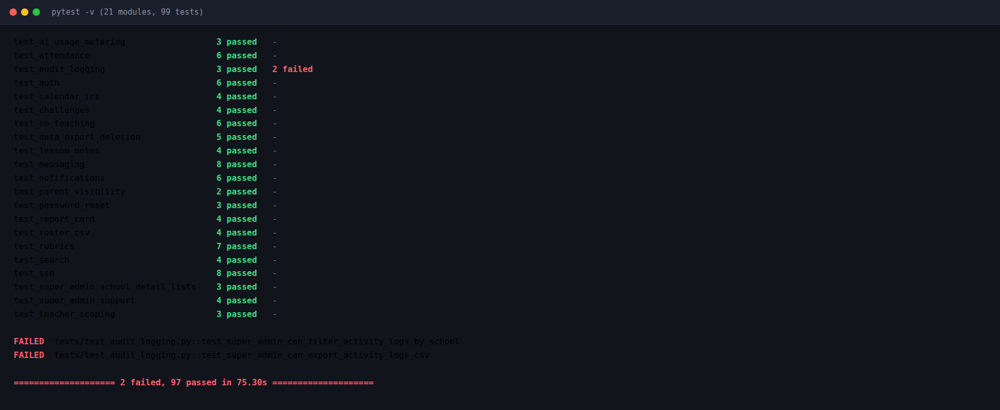 pytest -v (21 modules, 99 tests)
test_ai_usage_metering 3 passed -
test_attendance 6 passed -
test_audit_logging 3 passed 2 failed
test_auth 6 passed -
test_calendar_ics 4 passed -
test_challenges 4 passed -
test_co_teaching 6 passed -
test_data_export_deletion 5 passed -
test_lesson_notes 4 passed -
test_messaging 8 passed -
test_notifications 6 passed -
test_parent_visibility 2 passed -
test_password_reset 3 passed -
test_report_card 4 passed -
test_roster_csv 4 passed -
test_rubrics 7 passed -
test_search 4 passed -
test_sso 8 passed -
test_super_admin_school_detail_lists 3 passed -
test_super_admin_support 4 passed -
test_teacher_scoping 3 passed -
FAILED tests/test_audit_logging.py::test_super_admin_can_filter_activity_logs_by_school
FAILED tests/test_audit_logging.py::test_super_admin_can_export_activity_logs_csv
==================== 2 failed, 97 passed in 75.30s ====================